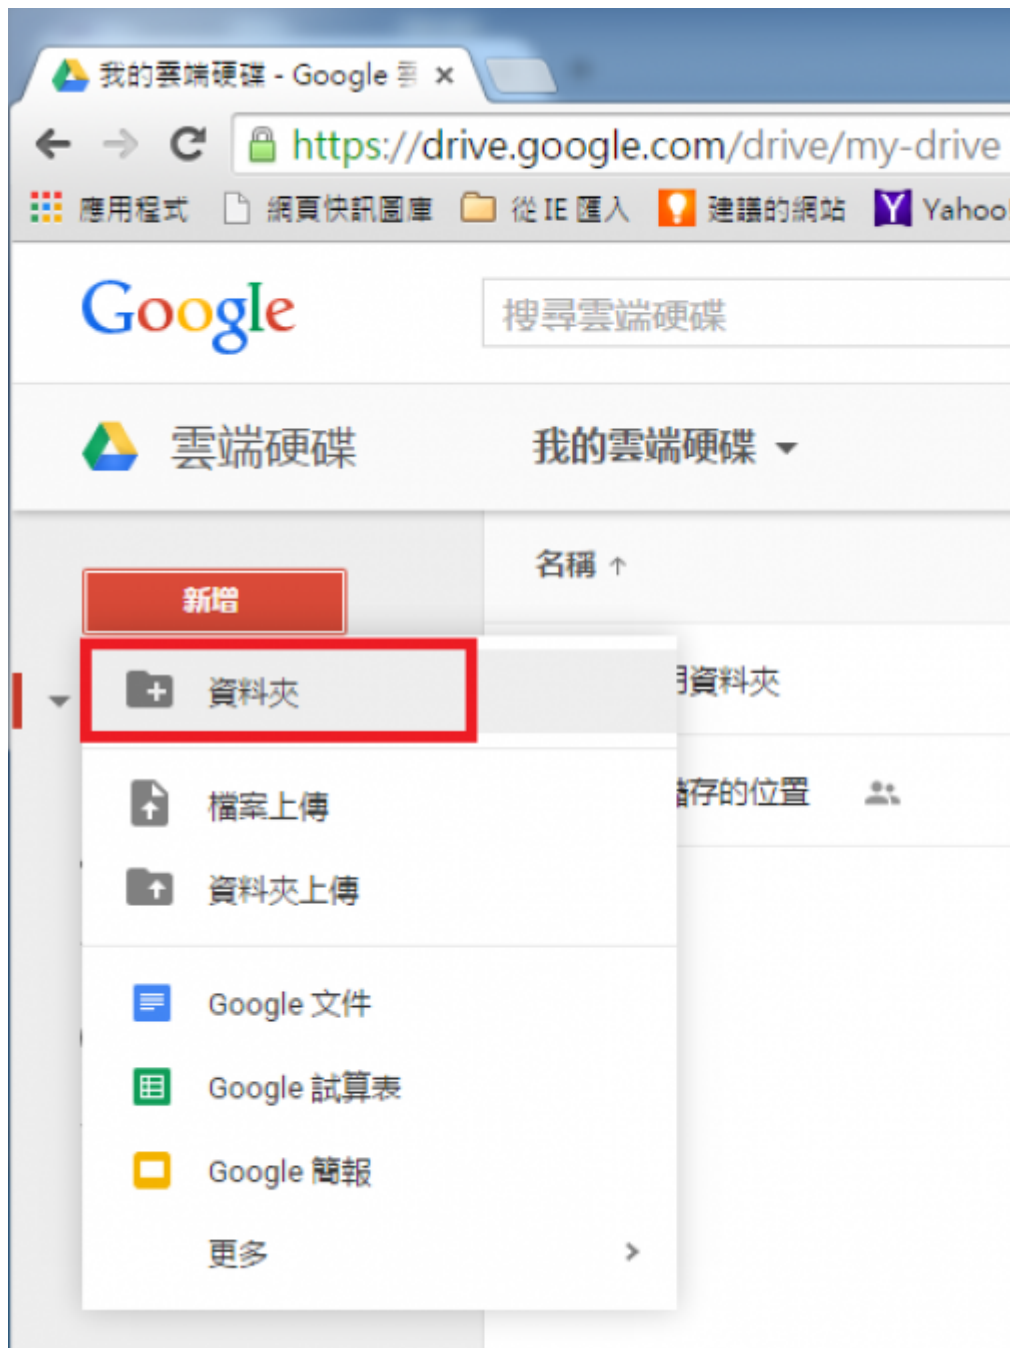 我的雲端硬碟 - Google 雲
https://drive.google.com/drive/my-drive
應用程式 網頁快訊圖庫 從 IE 匯入 建議的網站 Yahoo!
Google 搜尋雲端硬碟
雲端硬碟 我的雲端硬碟
名稱 ↑
新增
資料夾
用資料夾
檔案上傳
儲存的位置
資料夾上傳
Google 文件
Google 試算表
Google 簡報
更多